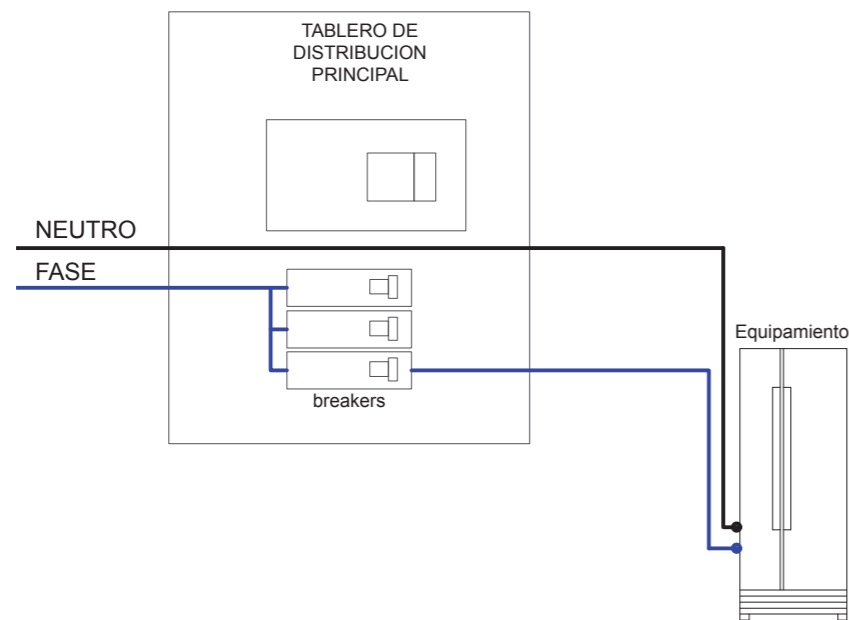 TABLERO DE
DISTRIBUCION
PRINCIPAL
NEUTRO
FASE
Equipamiento
breakers